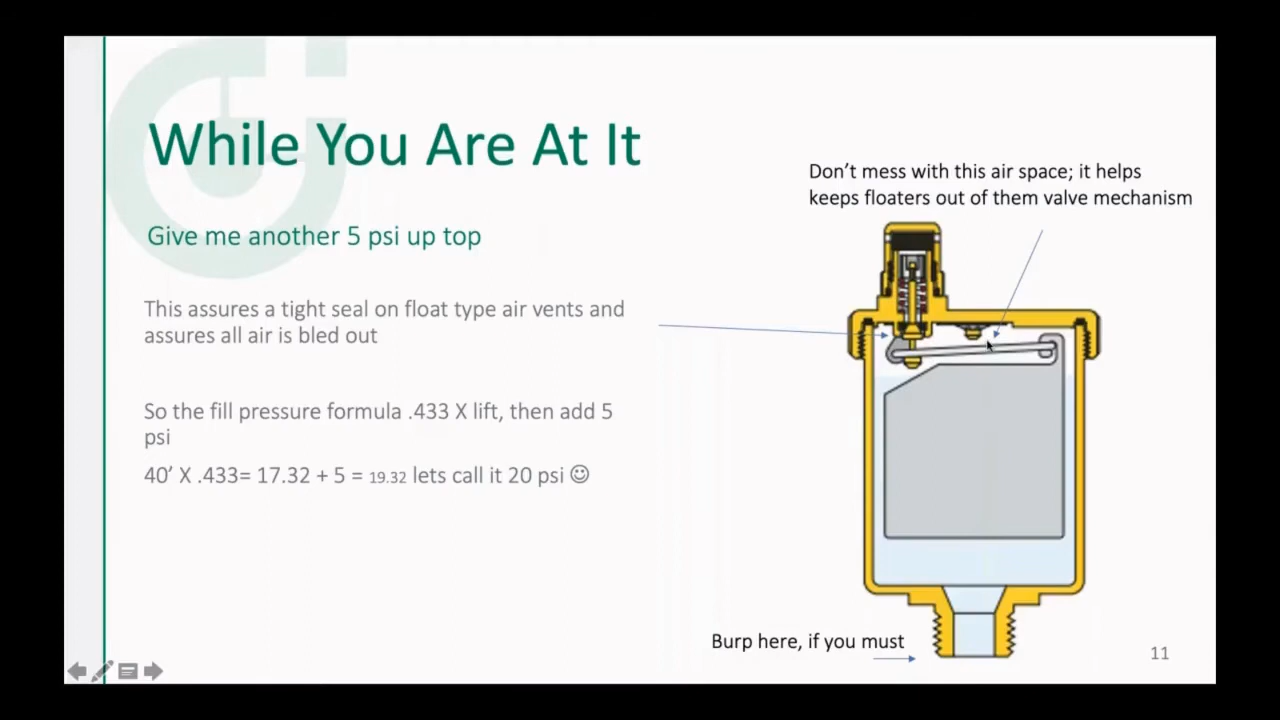 While You Are At It
Give me another 5 psi up top
This assures a tight seal on float type air vents and
assures all air is bled out
So the fill pressure formula .433 X lift, then add 5
psi
40’ X .433= 17.32 + 5 = 19.32 lets call it 20 psi ☺
Don’t mess with this air space; it helps
keeps floaters out of them valve mechanism
Burp here, if you must
11